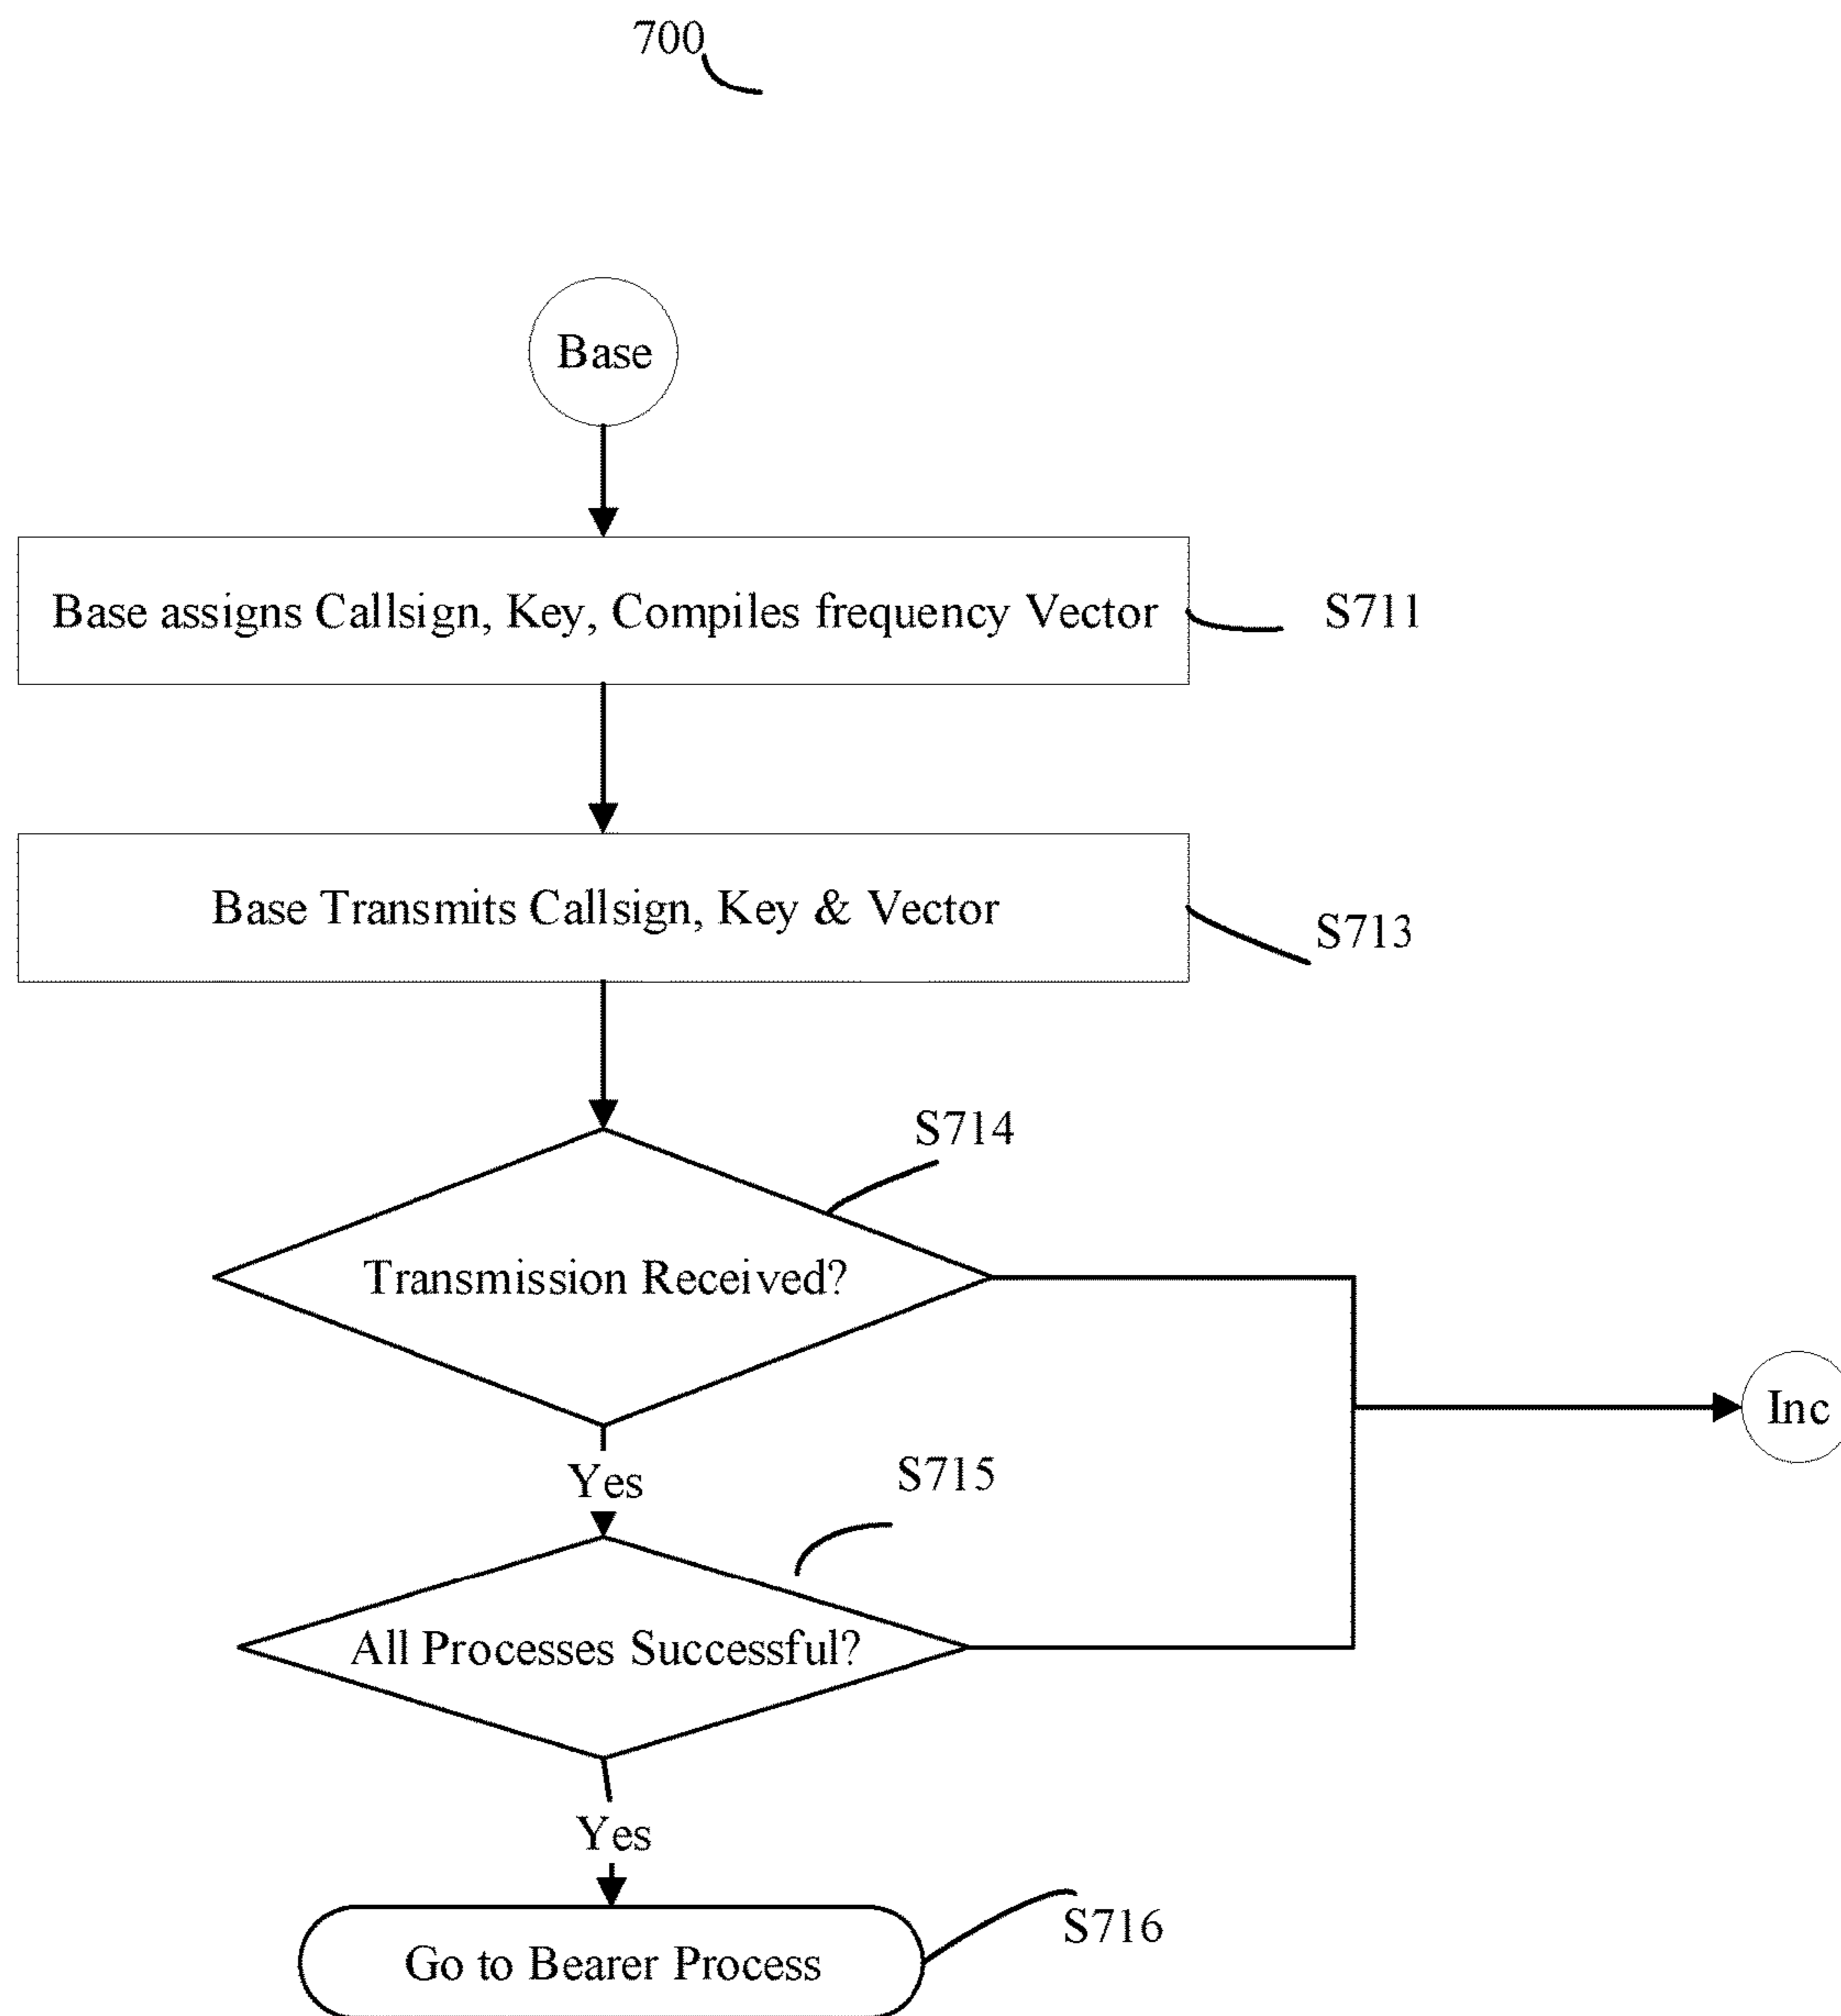 700
Base
Base assigns Callsign, Key, Compiles frequency Vector
S711
Base Transmits Callsign, Key & Vector
S713
S714
Transmission Received?
Inc
Yes
S715
All Processes Successful?
Yes
S716
Go to Bearer Process